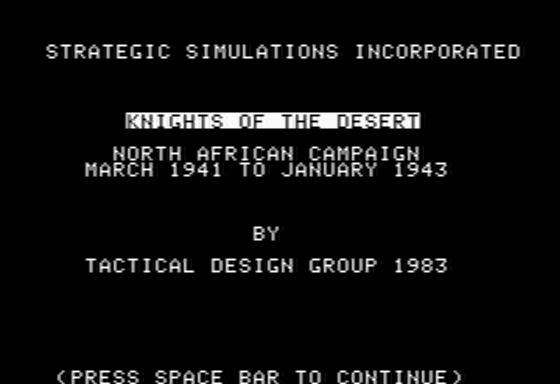 STRATEGIC SIMULATIONS INCORPORATED
KNIGHTS OF THE DESERT
NORTH AFRICAN CAMPAIGN
MARCH 1941 TO JANUARY 1943
BY
TACTICAL DESIGN GROUP 1983
(PRESS SPACE BAR TO CONTINUE)